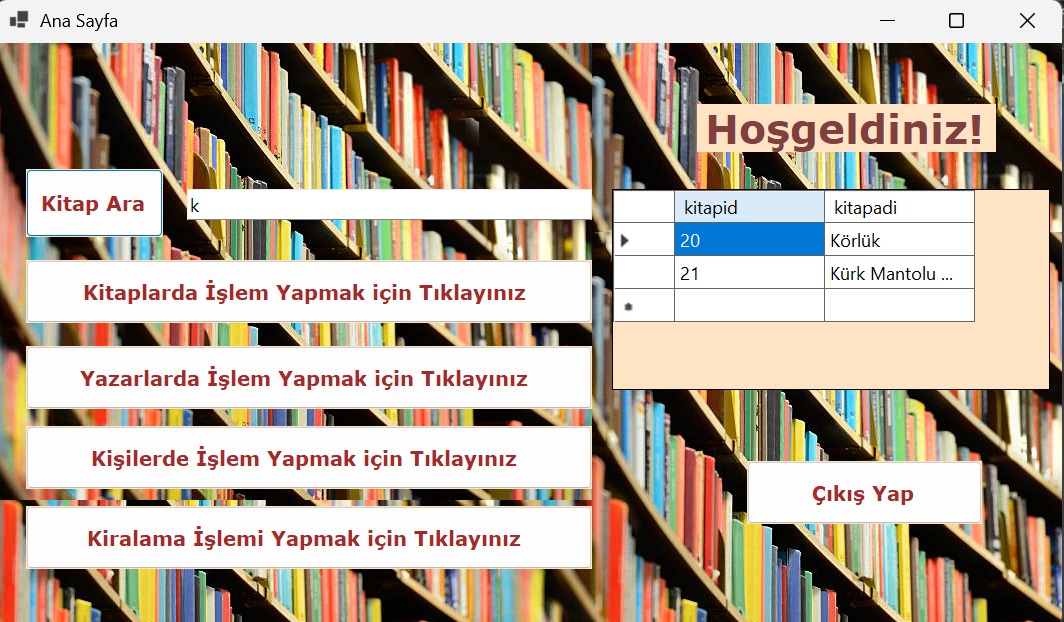 Ana Sayfa
Hoşgeldiniz!
Kitap Ara
k
Kitaplarda İşlem Yapmak için Tıklayınız
Yazarlarda İşlem Yapmak için Tıklayınız
Kişilerde İşlem Yapmak için Tıklayınız
Kiralama İşlemi Yapmak için Tıklayınız
kitapid kitapadi
20 Körlük
21 Kürk Mantolu ...
Çıkış Yap